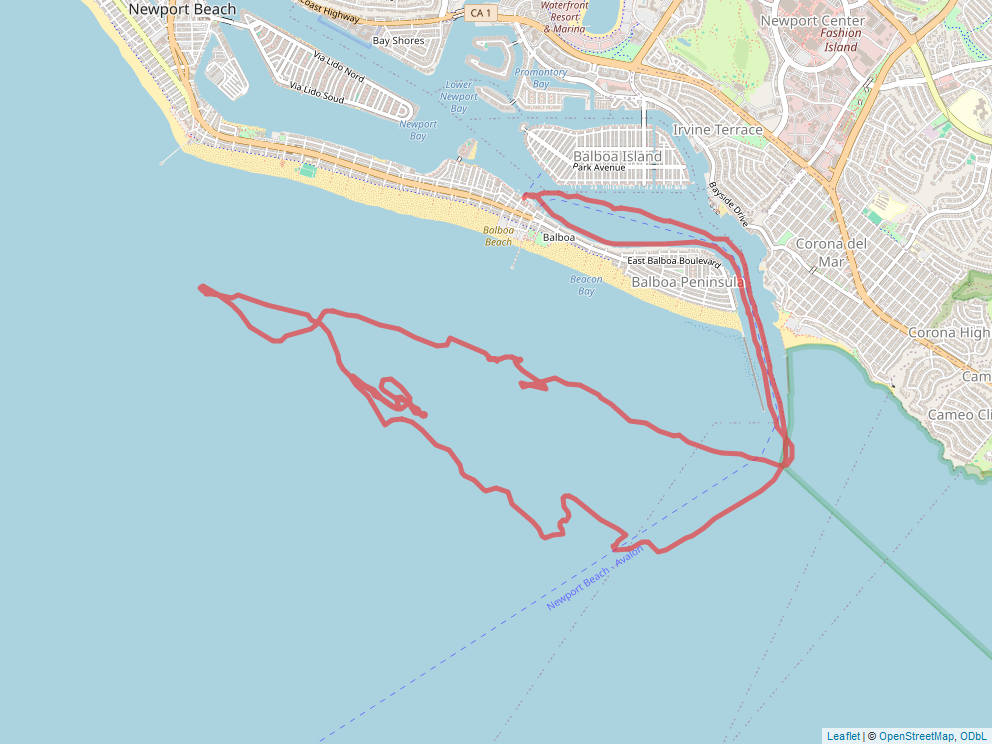 Newport Beach
Coast Highway
CA 1
Waterfront
Resort
& Marina
Newport Center
Fashion
Island
Bay Shores
Via Lido Nord
Via Lido Soud
Promontory
Bay
Lower
Newport
Bay
Newport
Bay
Irvine Terrace
Balboa Island
Park Avenue
Bayside Drive
Balboa
Beach
Balboa
East Balboa Boulevard
Corona del
Mar
Beacon
Bay
Balboa Peninsula
Corona High
Cam
Cameo Cli
Newport Beach - Avalon
Leaflet | © OpenStreetMap, ODbL